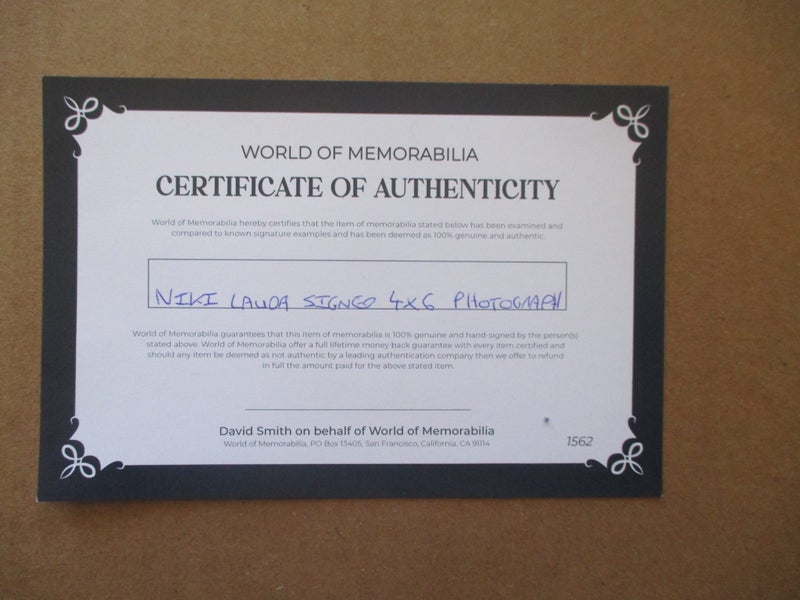 WORLD OF MEMORABILIA
CERTIFICATE OF AUTHENTICITY
World of Memorabilia hereby certifies that the item of memorabilia stated below has been examined and
compared to known signature examples and has been deemed as 100% genuine and authentic.
NIKI LAUDA SIGNED 4X6 PHOTOGRAPH
World of Memorabilia guarantees that this item of memorabilia is 100% genuine and hand-signed by the person(s)
stated above. World of Memorabilia offer a full lifetime money back guarantee with every item certified and
should any item be deemed as not authentic by a leading authentication company then we offer to refund
in full the amount paid for the above stated item.
David Smith on behalf of World of Memorabilia
World of Memorabilia, PO Box 13405, San Francisco, California, CA 91114
1562